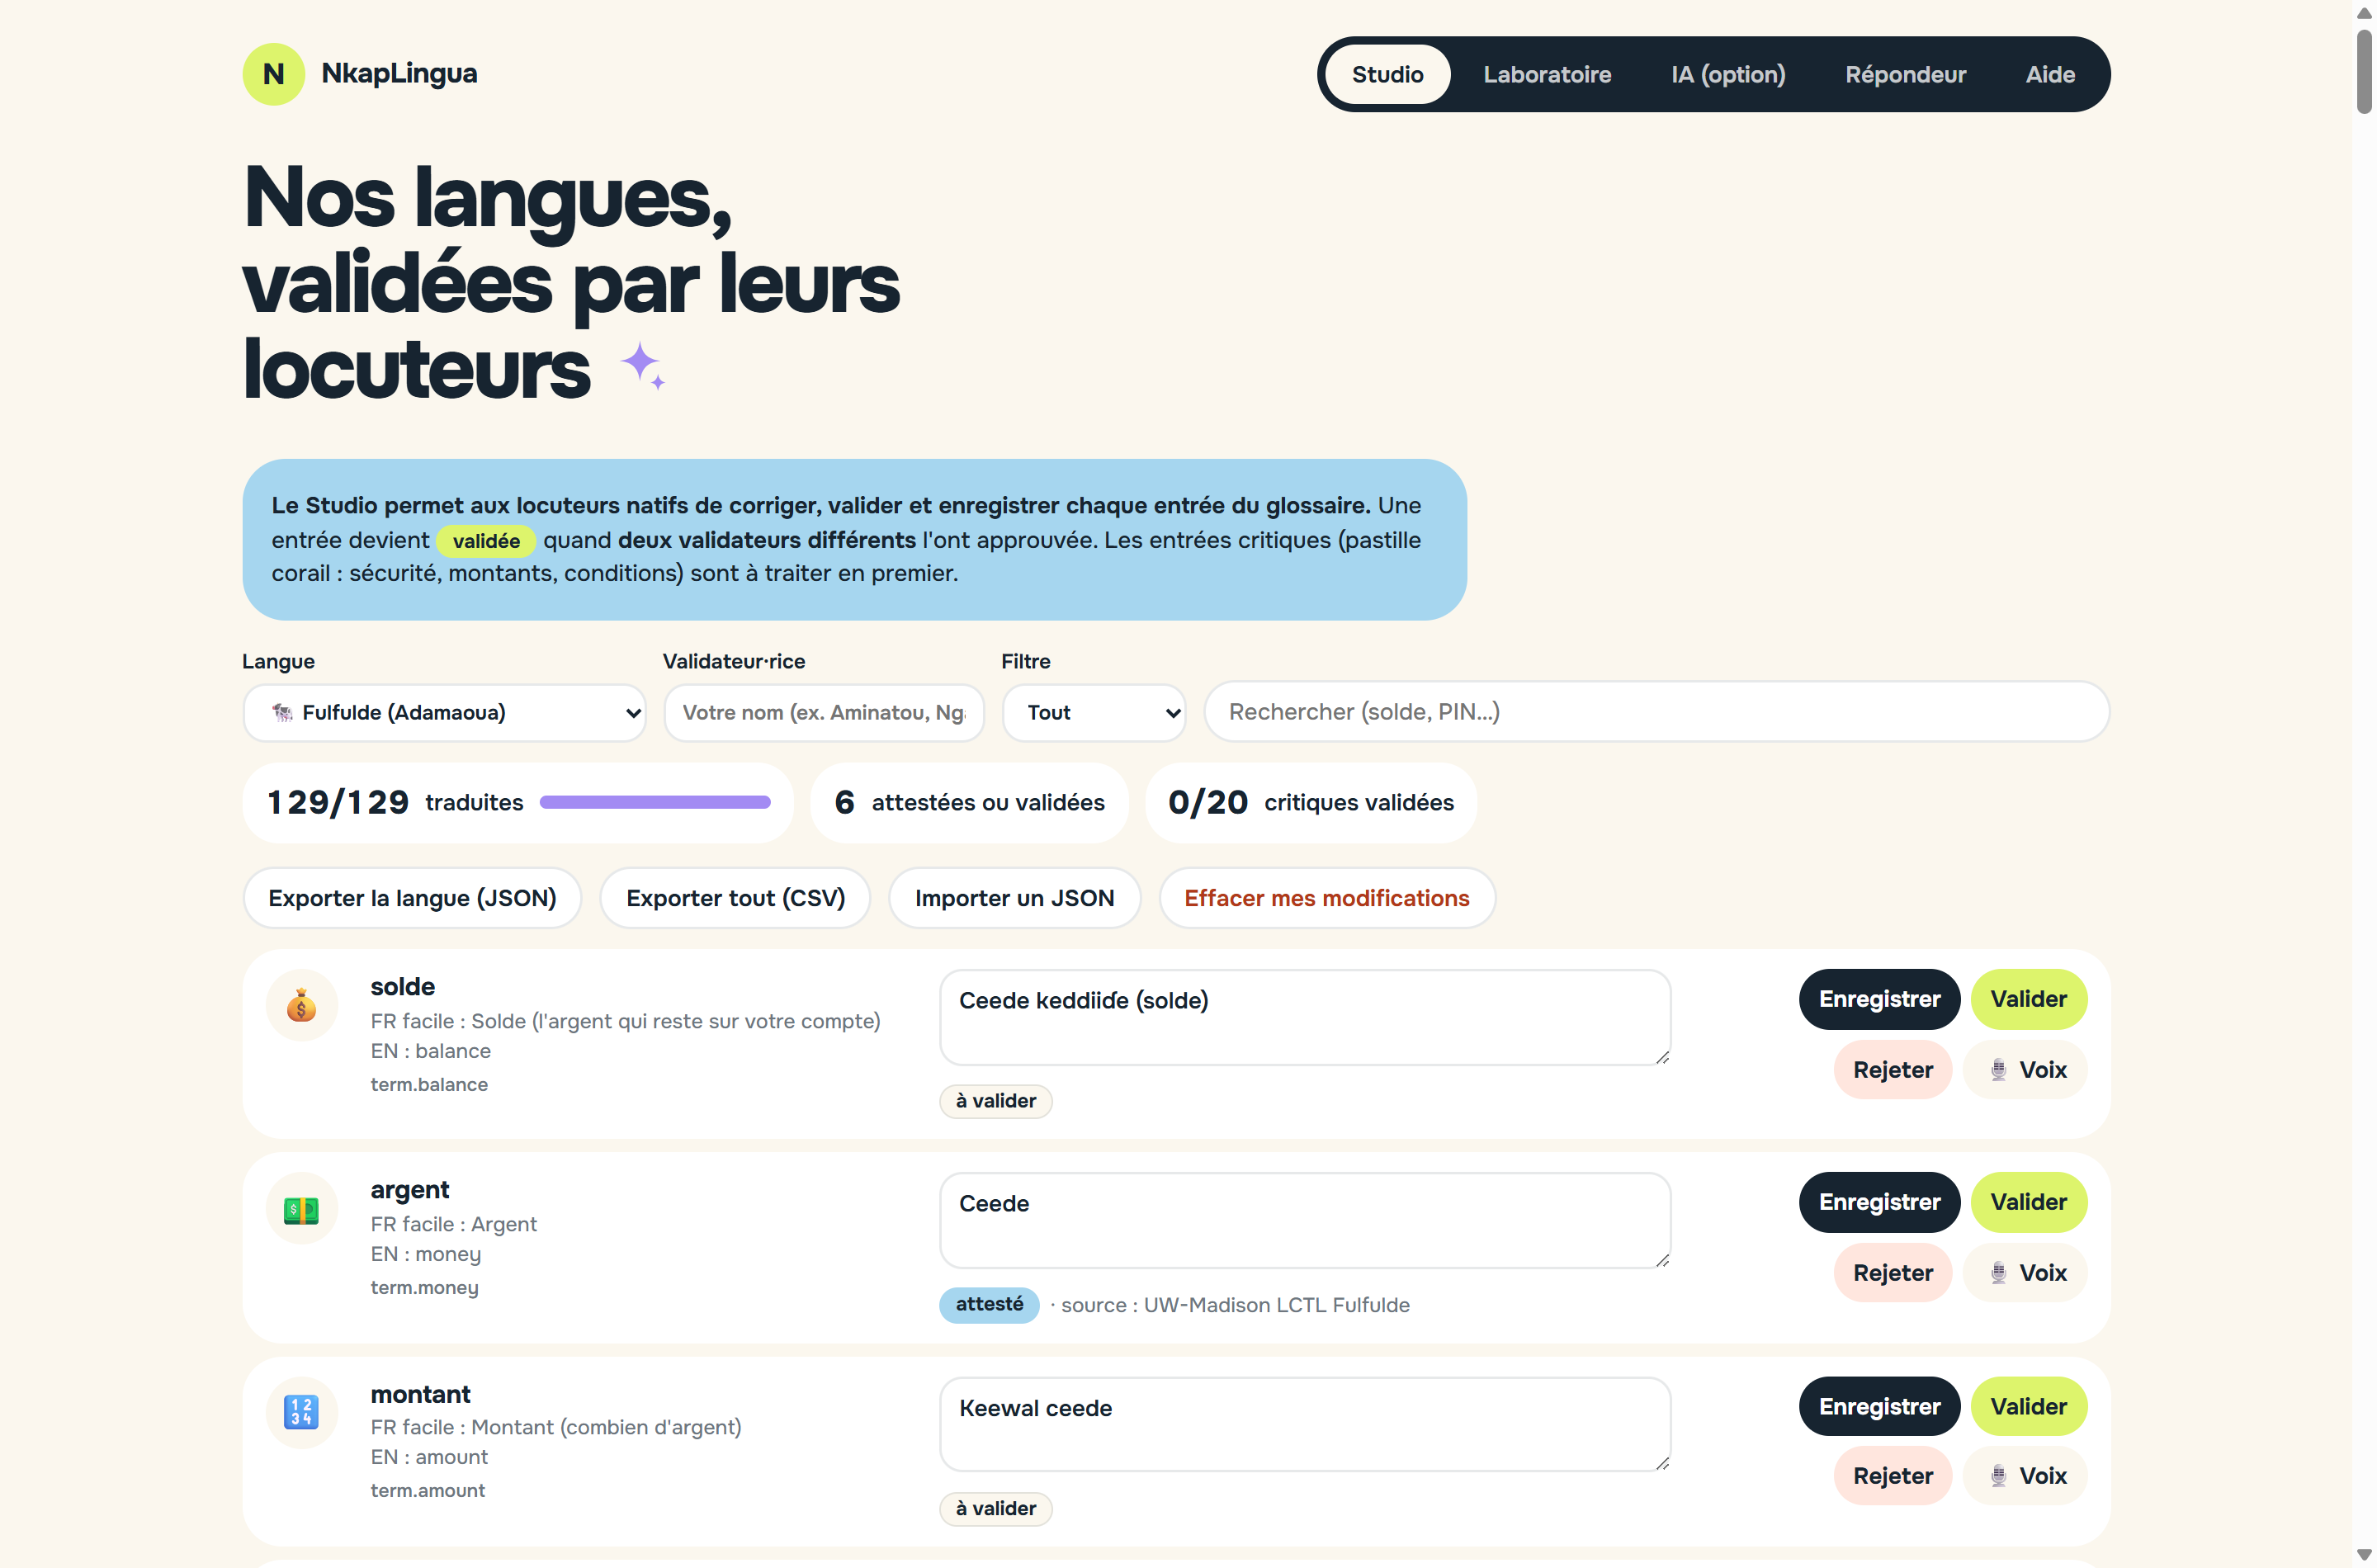 N NkapLingua
Studio Laboratoire IA (option) Répondeur Aide
Nos langues,
validées par leurs
locuteurs
Le Studio permet aux locuteurs natifs de corriger, valider et enregistrer chaque entrée du glossaire. Une
entrée devient validée quand deux validateurs différents l'ont approuvée. Les entrées critiques (pastille
corail : sécurité, montants, conditions) sont à traiter en premier.
Langue Validateur·rice Filtre
Fulfulde (Adamaoua) Votre nom (ex. Aminatou, Ng Tout Rechercher (solde, PIN...)
129/129 traduites 6 attestées ou validées 0/20 critiques validées
Exporter la langue (JSON) Exporter tout (CSV) Importer un JSON Effacer mes modifications
solde
FR facile : Solde (l'argent qui reste sur votre compte)
EN : balance
term.balance
Ceede keddiiɗe (solde)
à valider
Enregistrer Valider
Rejeter Voix
argent
FR facile : Argent
EN : money
term.money
Ceede
attesté · source : UW-Madison LCTL Fulfulde
Enregistrer Valider
Rejeter Voix
montant
FR facile : Montant (combien d'argent)
EN : amount
term.amount
Keewal ceede
à valider
Enregistrer Valider
Rejeter Voix